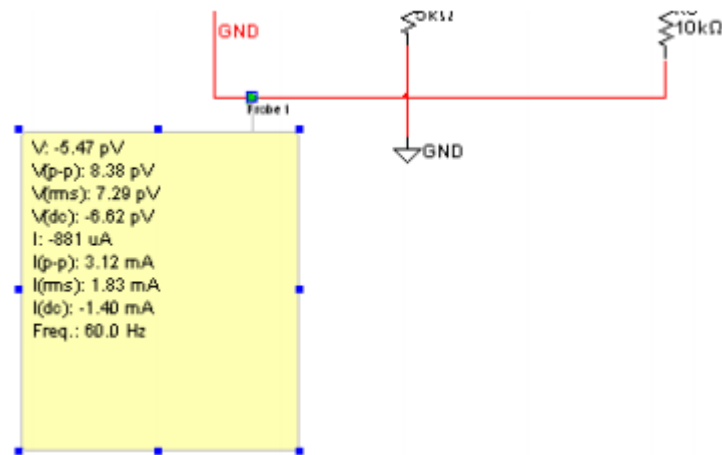 GND
5kΩ
10kΩ
Probe 1
GND
V: -5.47 pV
V(p-p): 8.38 pV
V(rms): 7.29 pV
V(dc): -6.62 pV
I: -881 uA
I(p-p): 3.12 mA
I(rms): 1.83 mA
I(dc): -1.40 mA
Freq.: 60.0 Hz